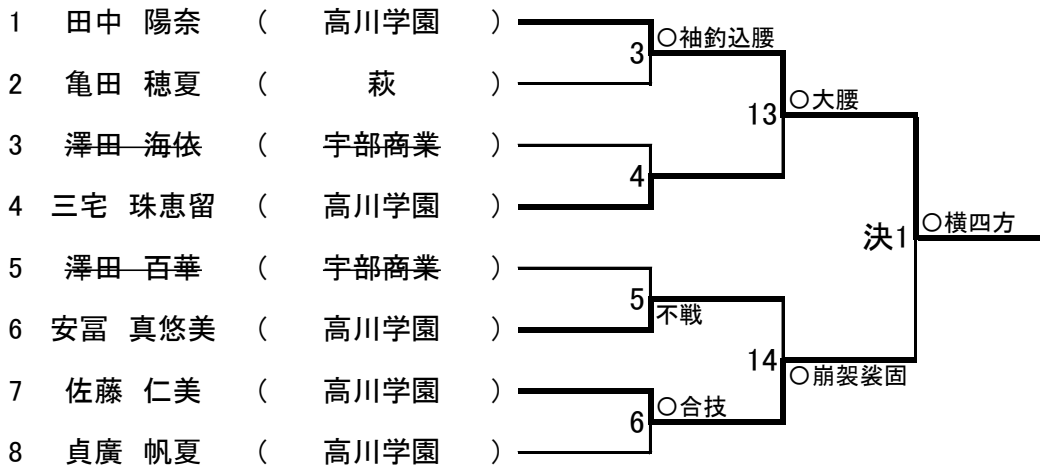 1 田中 陽奈 ( 高川学園 )
3 ○袖釣込腰
2 亀田 穂夏 ( 萩 )
13 ○大腰
3 澤田 海依 ( 宇部商業 )
4
4 三宅 珠恵留 ( 高川学園 )
決1 ○横四方
5 澤田 百華 ( 宇部商業 )
5 不戦
6 安冨 真悠美 ( 高川学園 )
14 ○崩袈裟固
7 佐藤 仁美 ( 高川学園 )
6 ○合技
8 貞廣 帆夏 ( 高川学園 )